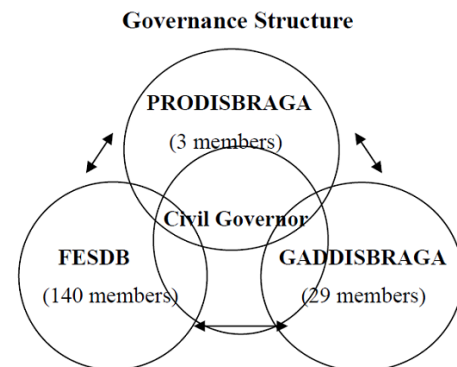 Governance Structure
PRODISBRAGA
(3 members)
Civil Governor
FESDB
(140 members)
GADDISBRAGA
(29 members)